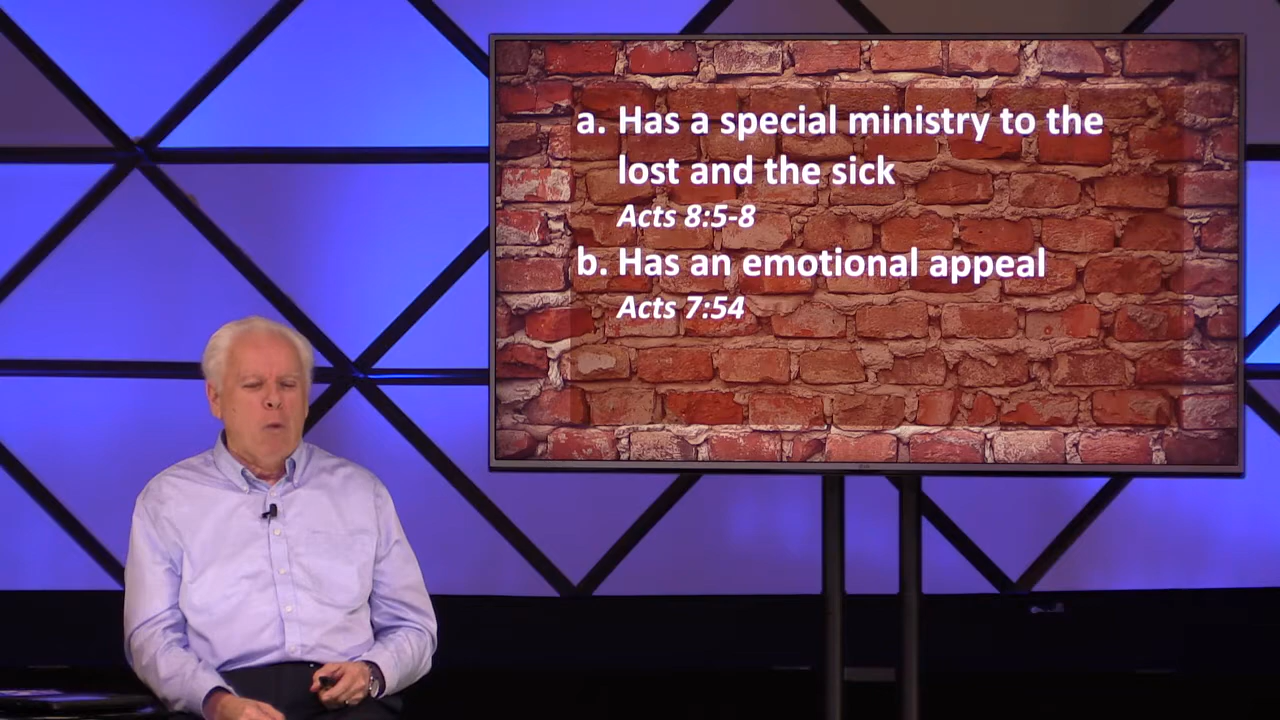 a. Has a special ministry to the
lost and the sick
Acts 8:5-8
b. Has an emotional appeal
Acts 7:54